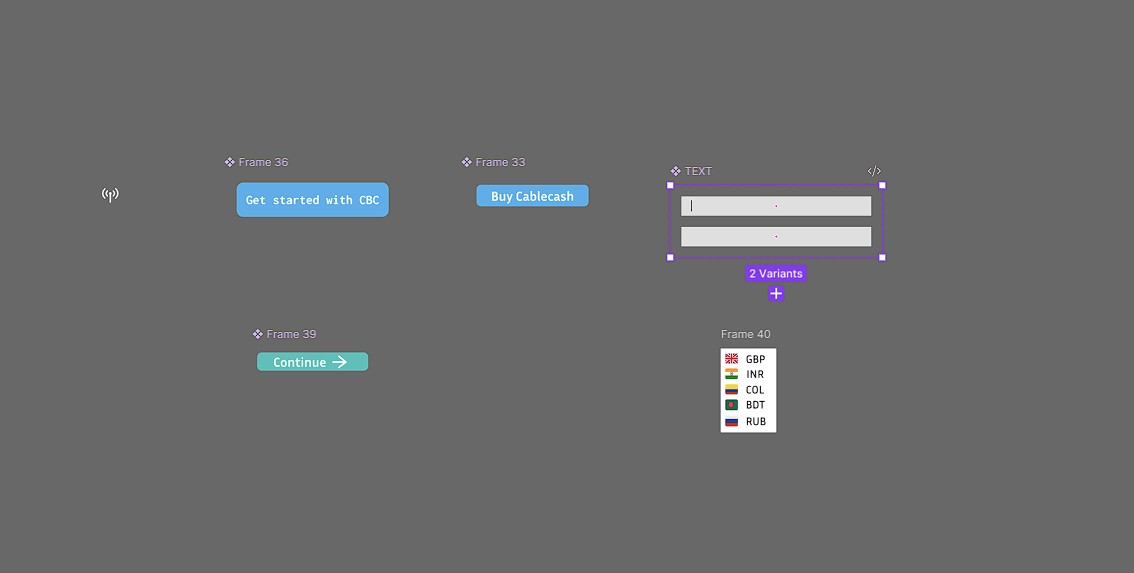 Frame 36
Get started with CBC
Frame 33
Buy Cablecash
TEXT
</>
2 Variants
Frame 39
Continue
Frame 40
GBP
INR
COL
BDT
RUB